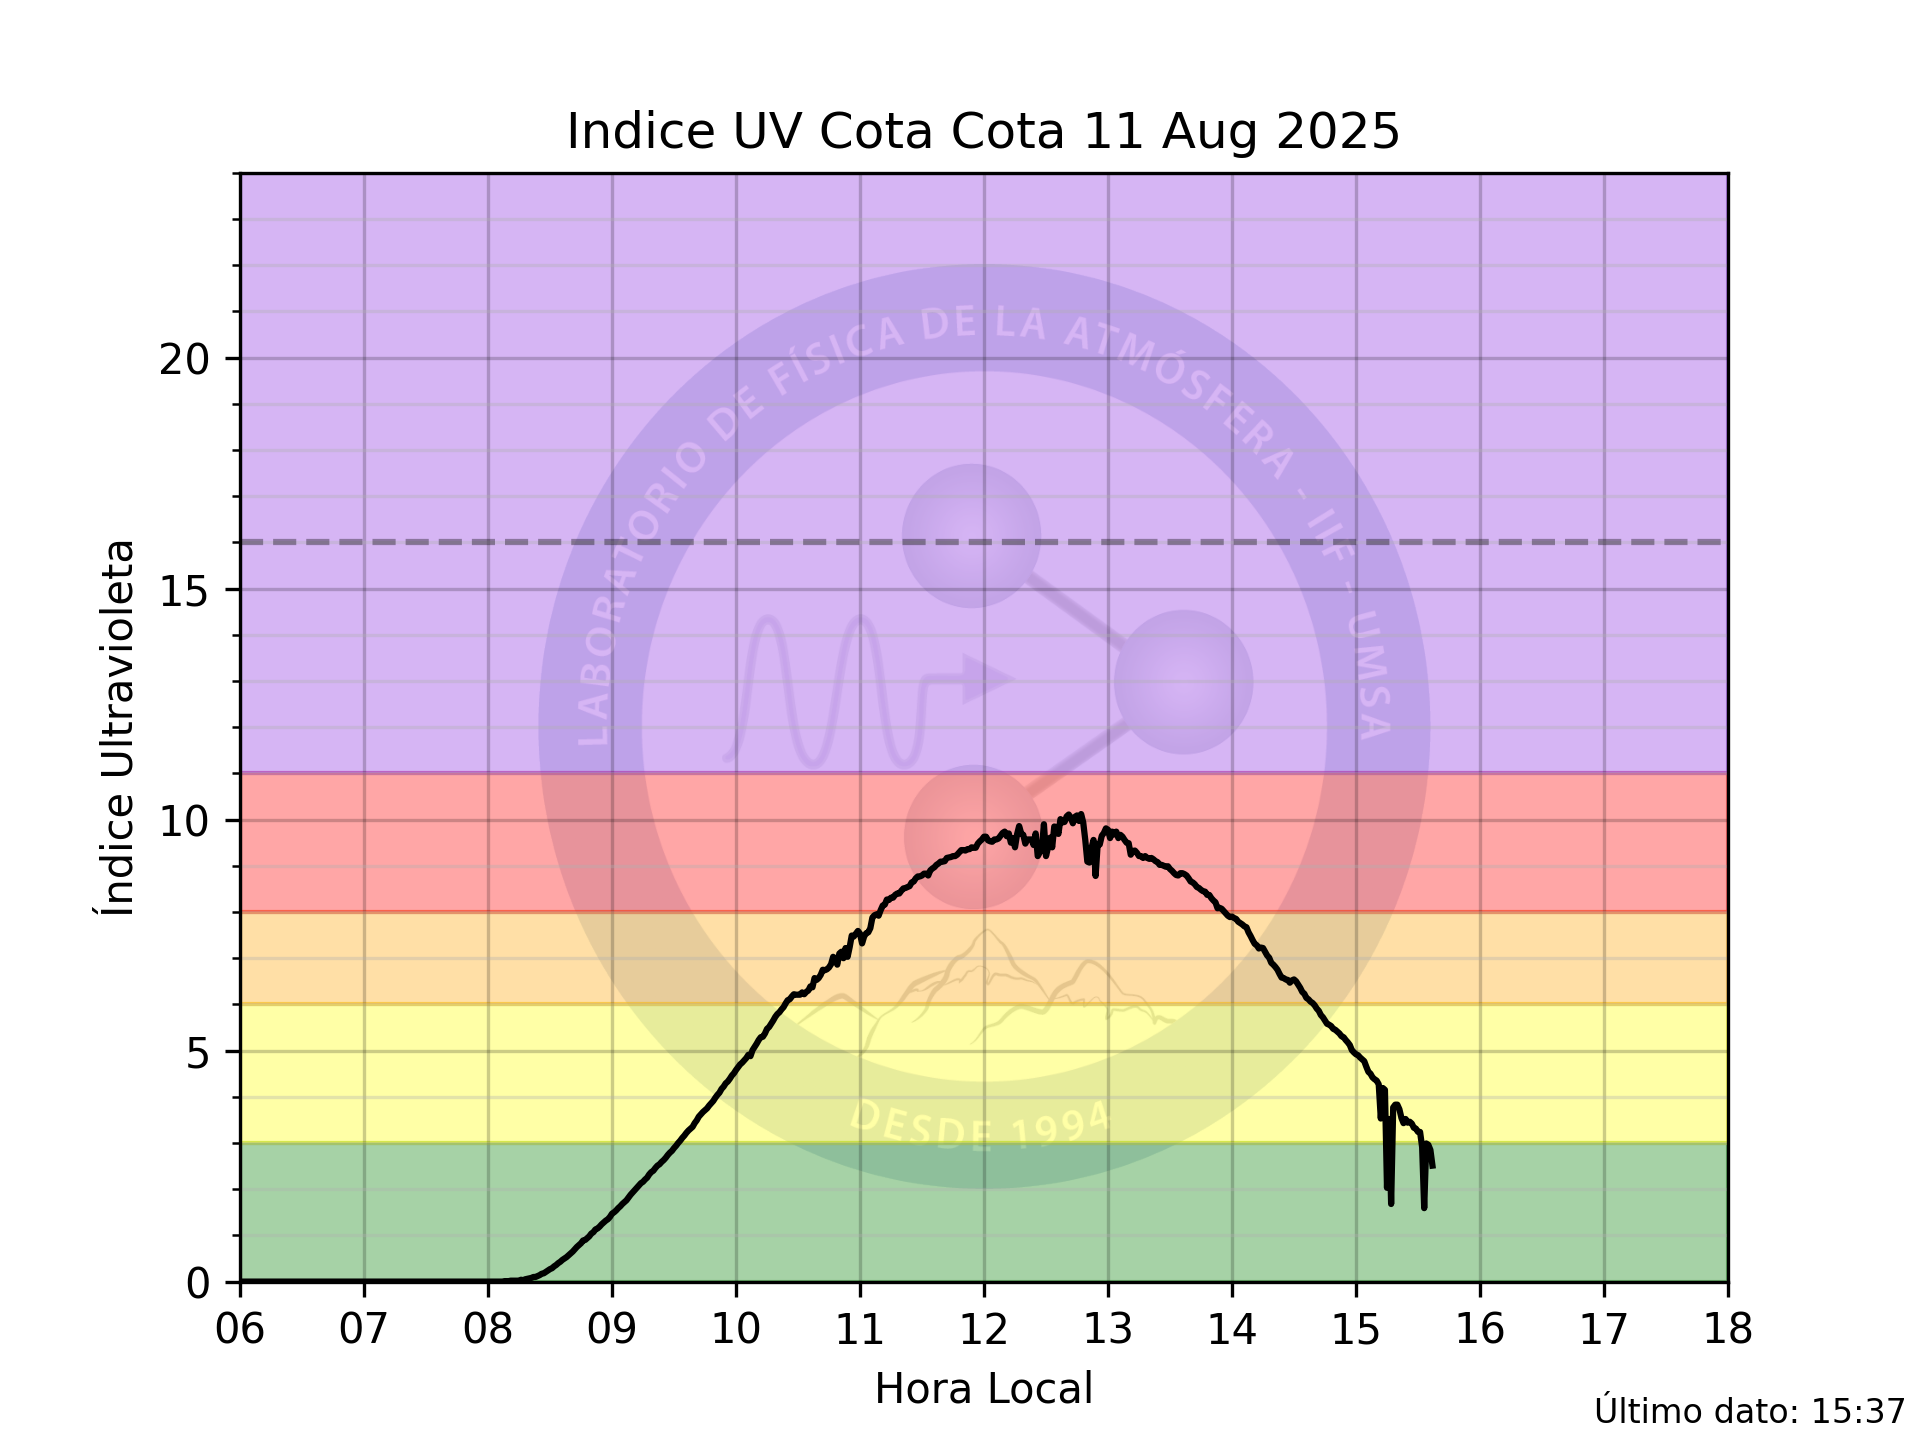 Indice UV Cota Cota 11 Aug 2025
LABORATORIO DE FÍSICA DE LA ATMÓSFERA - IIF - UMSA
DESDE 1994
Índice Ultravioleta
20
15
10
5
0
06 07 08 09 10 11 12 13 14 15 16 17 18
Hora Local
Último dato: 15:37